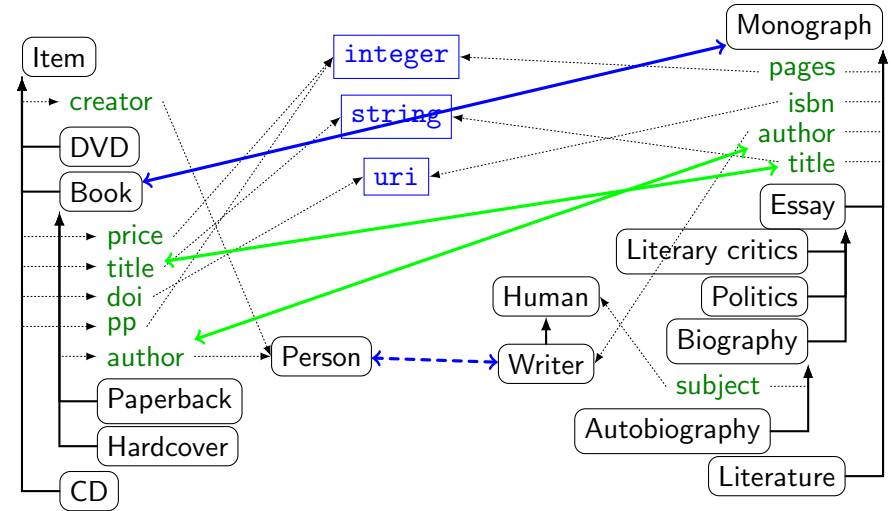 Item
creator
DVD
Book
price
title
doi
pp
author
Paperback
Hardcover
CD
integer
string
uri
Person
Human
Writer
Monograph
pages
isbn
author
title
Essay
Literary critics
Politics
Biography
subject
Autobiography
Literature